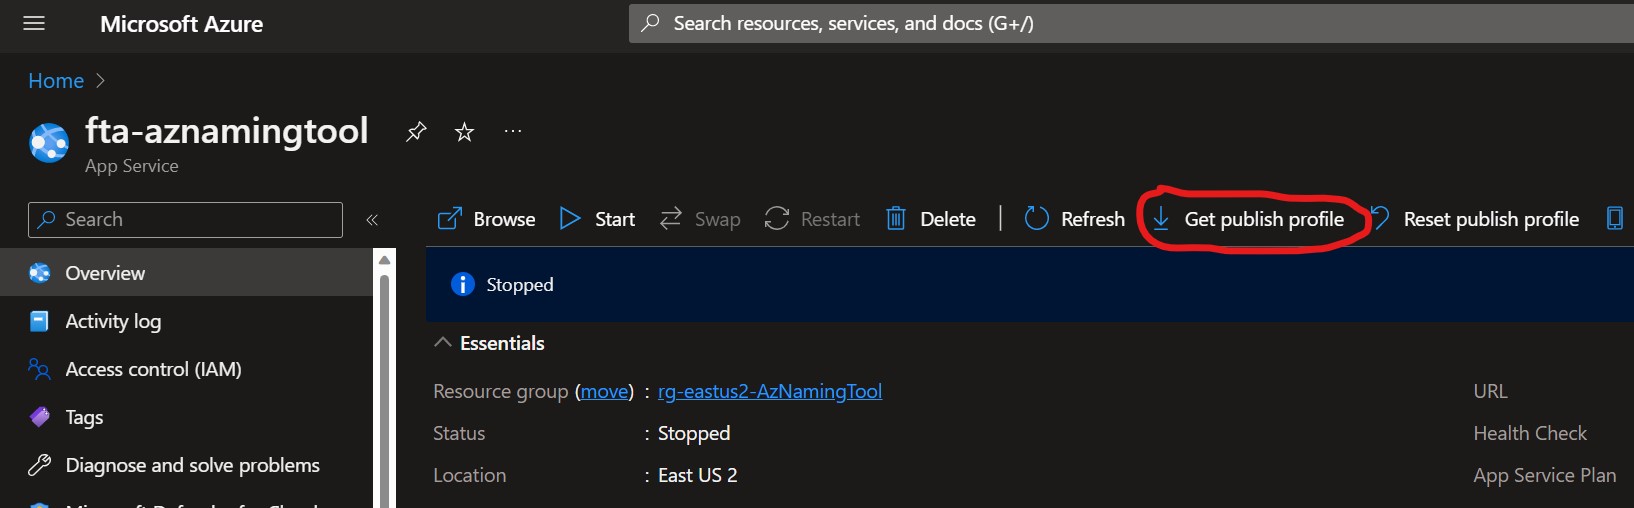 Microsoft Azure
Search resources, services, and docs (G+/)
Home
fta-aznamingtool
App Service
Search
Browse Start Swap Restart Delete Refresh Get publish profile Reset publish profile
Overview
Stopped
Activity log
Essentials
Access control (IAM)
Resource group (move) : rg-eastus2-AzNamingTool URL
Tags
Status : Stopped Health Check
Diagnose and solve problems
Location : East US 2 App Service Plan